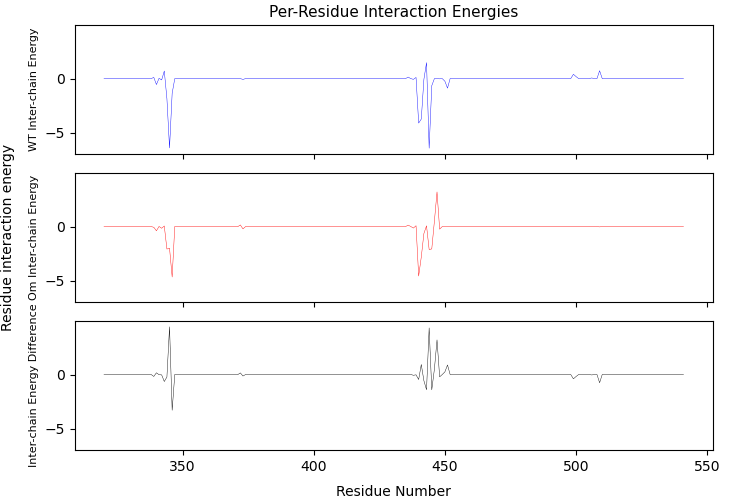 Per-Residue Interaction Energies
Residue interaction energy
WT Inter-chain Energy
0
−5
Om Inter-chain Energy
0
−5
Inter-chain Energy Difference
0
−5
350
400
450
500
550
Residue Number